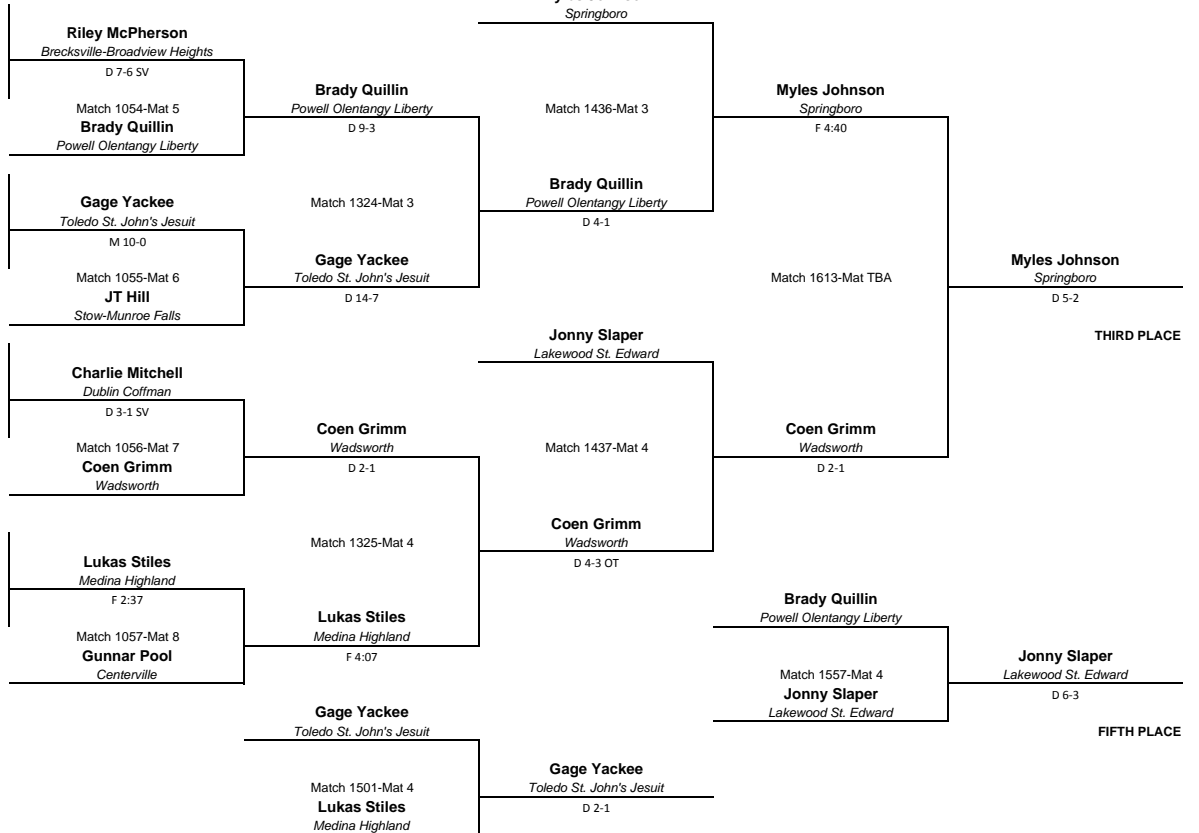 Springboro
Riley McPherson
Brecksville-Broadview Heights
D 7-6 SV
Match 1054-Mat 5
Brady Quillin
Powell Olentangy Liberty
Brady Quillin
Powell Olentangy Liberty
D 9-3
Match 1436-Mat 3
Myles Johnson
Springboro
F 4:40
Gage Yackee
Toledo St. John's Jesuit
M 10-0
Match 1324-Mat 3
Brady Quillin
Powell Olentangy Liberty
D 4-1
Match 1055-Mat 6
JT Hill
Stow-Munroe Falls
Gage Yackee
Toledo St. John's Jesuit
D 14-7
Match 1613-Mat TBA
Myles Johnson
Springboro
D 5-2
THIRD PLACE
Jonny Slaper
Lakewood St. Edward
Charlie Mitchell
Dublin Coffman
D 3-1 SV
Match 1056-Mat 7
Coen Grimm
Wadsworth
Coen Grimm
Wadsworth
D 2-1
Match 1437-Mat 4
Coen Grimm
Wadsworth
D 2-1
Match 1325-Mat 4
Coen Grimm
Wadsworth
D 4-3 OT
Lukas Stiles
Medina Highland
F 2:37
Match 1057-Mat 8
Gunnar Pool
Centerville
Lukas Stiles
Medina Highland
F 4:07
Brady Quillin
Powell Olentangy Liberty
Match 1557-Mat 4
Jonny Slaper
Lakewood St. Edward
Jonny Slaper
Lakewood St. Edward
D 6-3
FIFTH PLACE
Gage Yackee
Toledo St. John's Jesuit
Match 1501-Mat 4
Lukas Stiles
Medina Highland
Gage Yackee
Toledo St. John's Jesuit
D 2-1